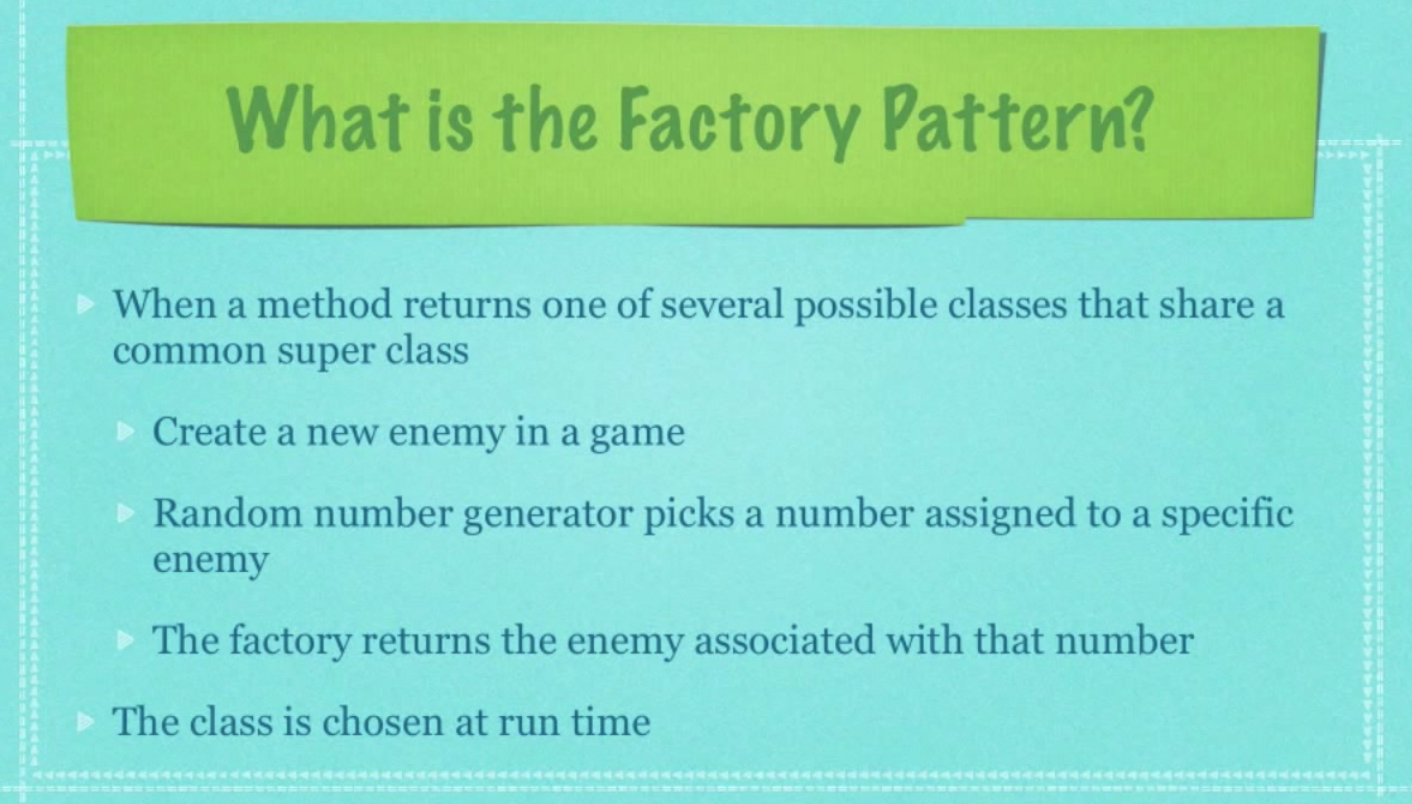 What is the Factory Pattern?
When a method returns one of several possible classes that share a
common super class
Create a new enemy in a game
Random number generator picks a number assigned to a specific
enemy
The factory returns the enemy associated with that number
The class is chosen at run time